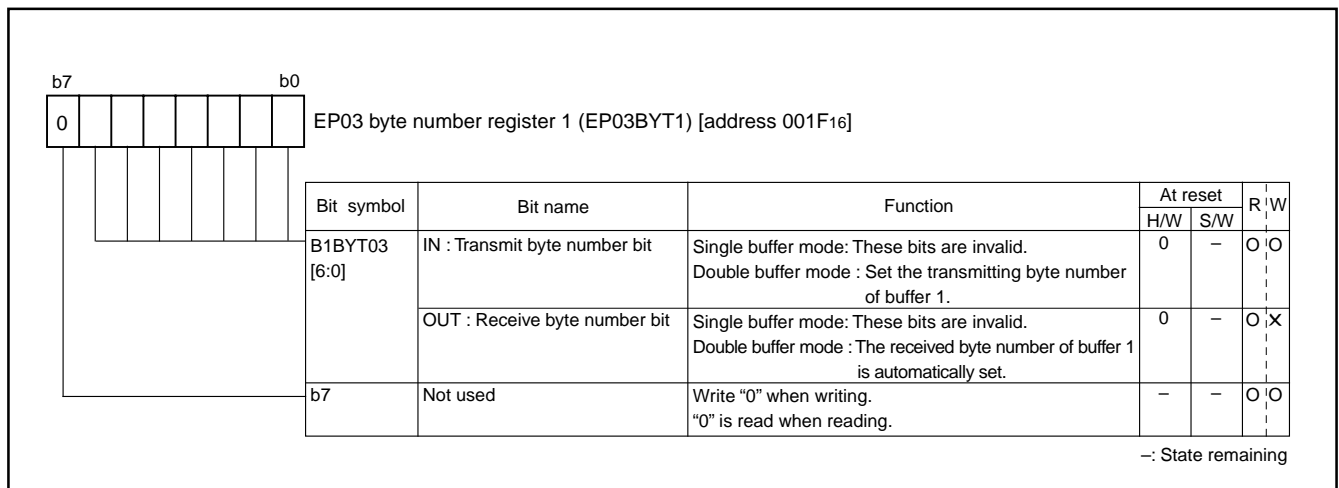 b7 b0
0 EP03 byte number register 1 (EP03BYT1) [address 001F16]
Bit symbol Bit name Function At reset R W
H/W S/W
B1BYT03 IN : Transmit byte number bit Single buffer mode: These bits are invalid. 0 – O O
[6:0] Double buffer mode : Set the transmitting byte number
of buffer 1.
OUT : Receive byte number bit Single buffer mode: These bits are invalid. 0 – O ×
Double buffer mode : The received byte number of buffer 1
is automatically set.
b7 Not used Write “0” when writing. – – O O
“0” is read when reading.
–: State remaining